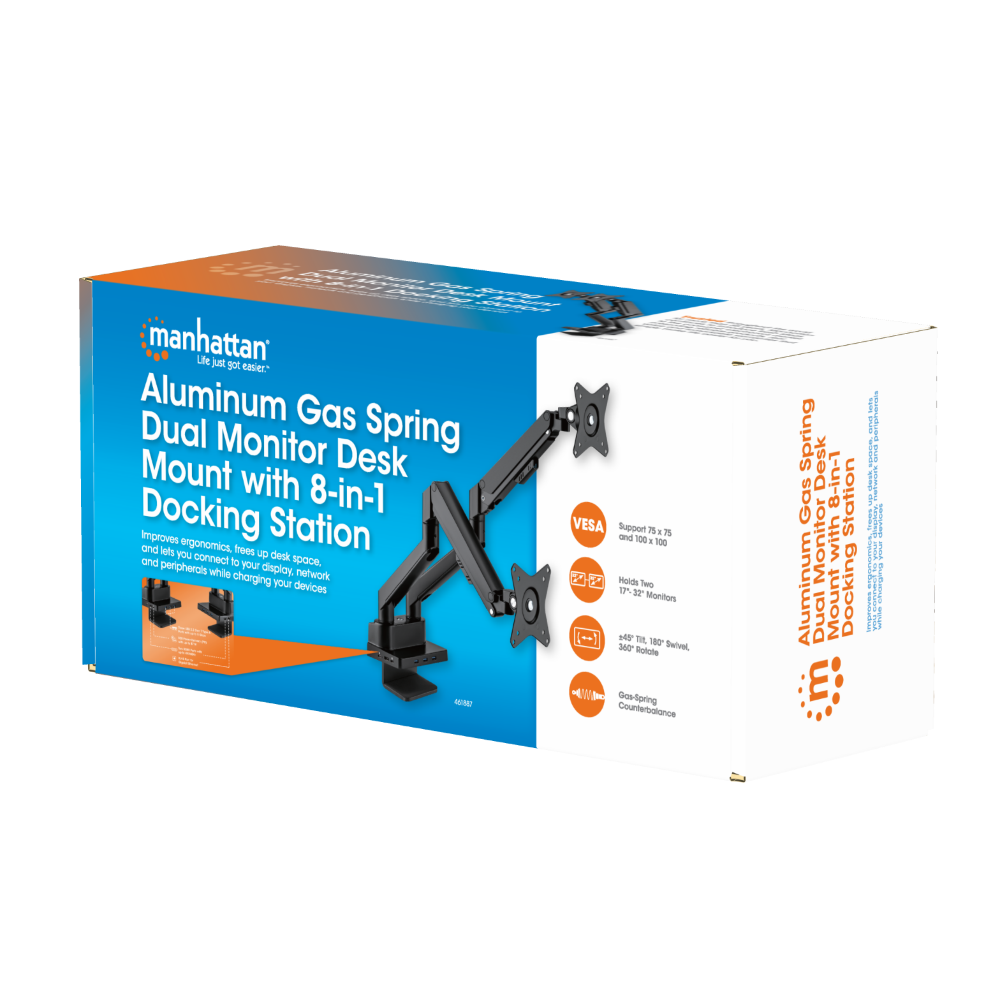 m
Aluminum Gas Spring
Dual Monitor Desk Mount
with 8-in-1 Docking Station
Trusted
manhattan®
Life just got easier.™
Aluminum Gas Spring
Dual Monitor Desk
Mount with 8-in-1
Docking Station
Improves ergonomics, frees up desk space,
and lets you connect to your display, network
and peripherals while charging your devices
461887
VESA
Support 75 x 75
and 100 x 100
Holds Two
17"- 32" Monitors
±45° Tilt, 180° Swivel,
360° Rotate
Gas-Spring
Counterbalance
m
Aluminum Gas Spring
Dual Monitor Desk
Mount with 8-in-1
Docking Station
Improves ergonomics, frees up desk space, and lets
you connect to your display, network and peripherals
while charging your devices